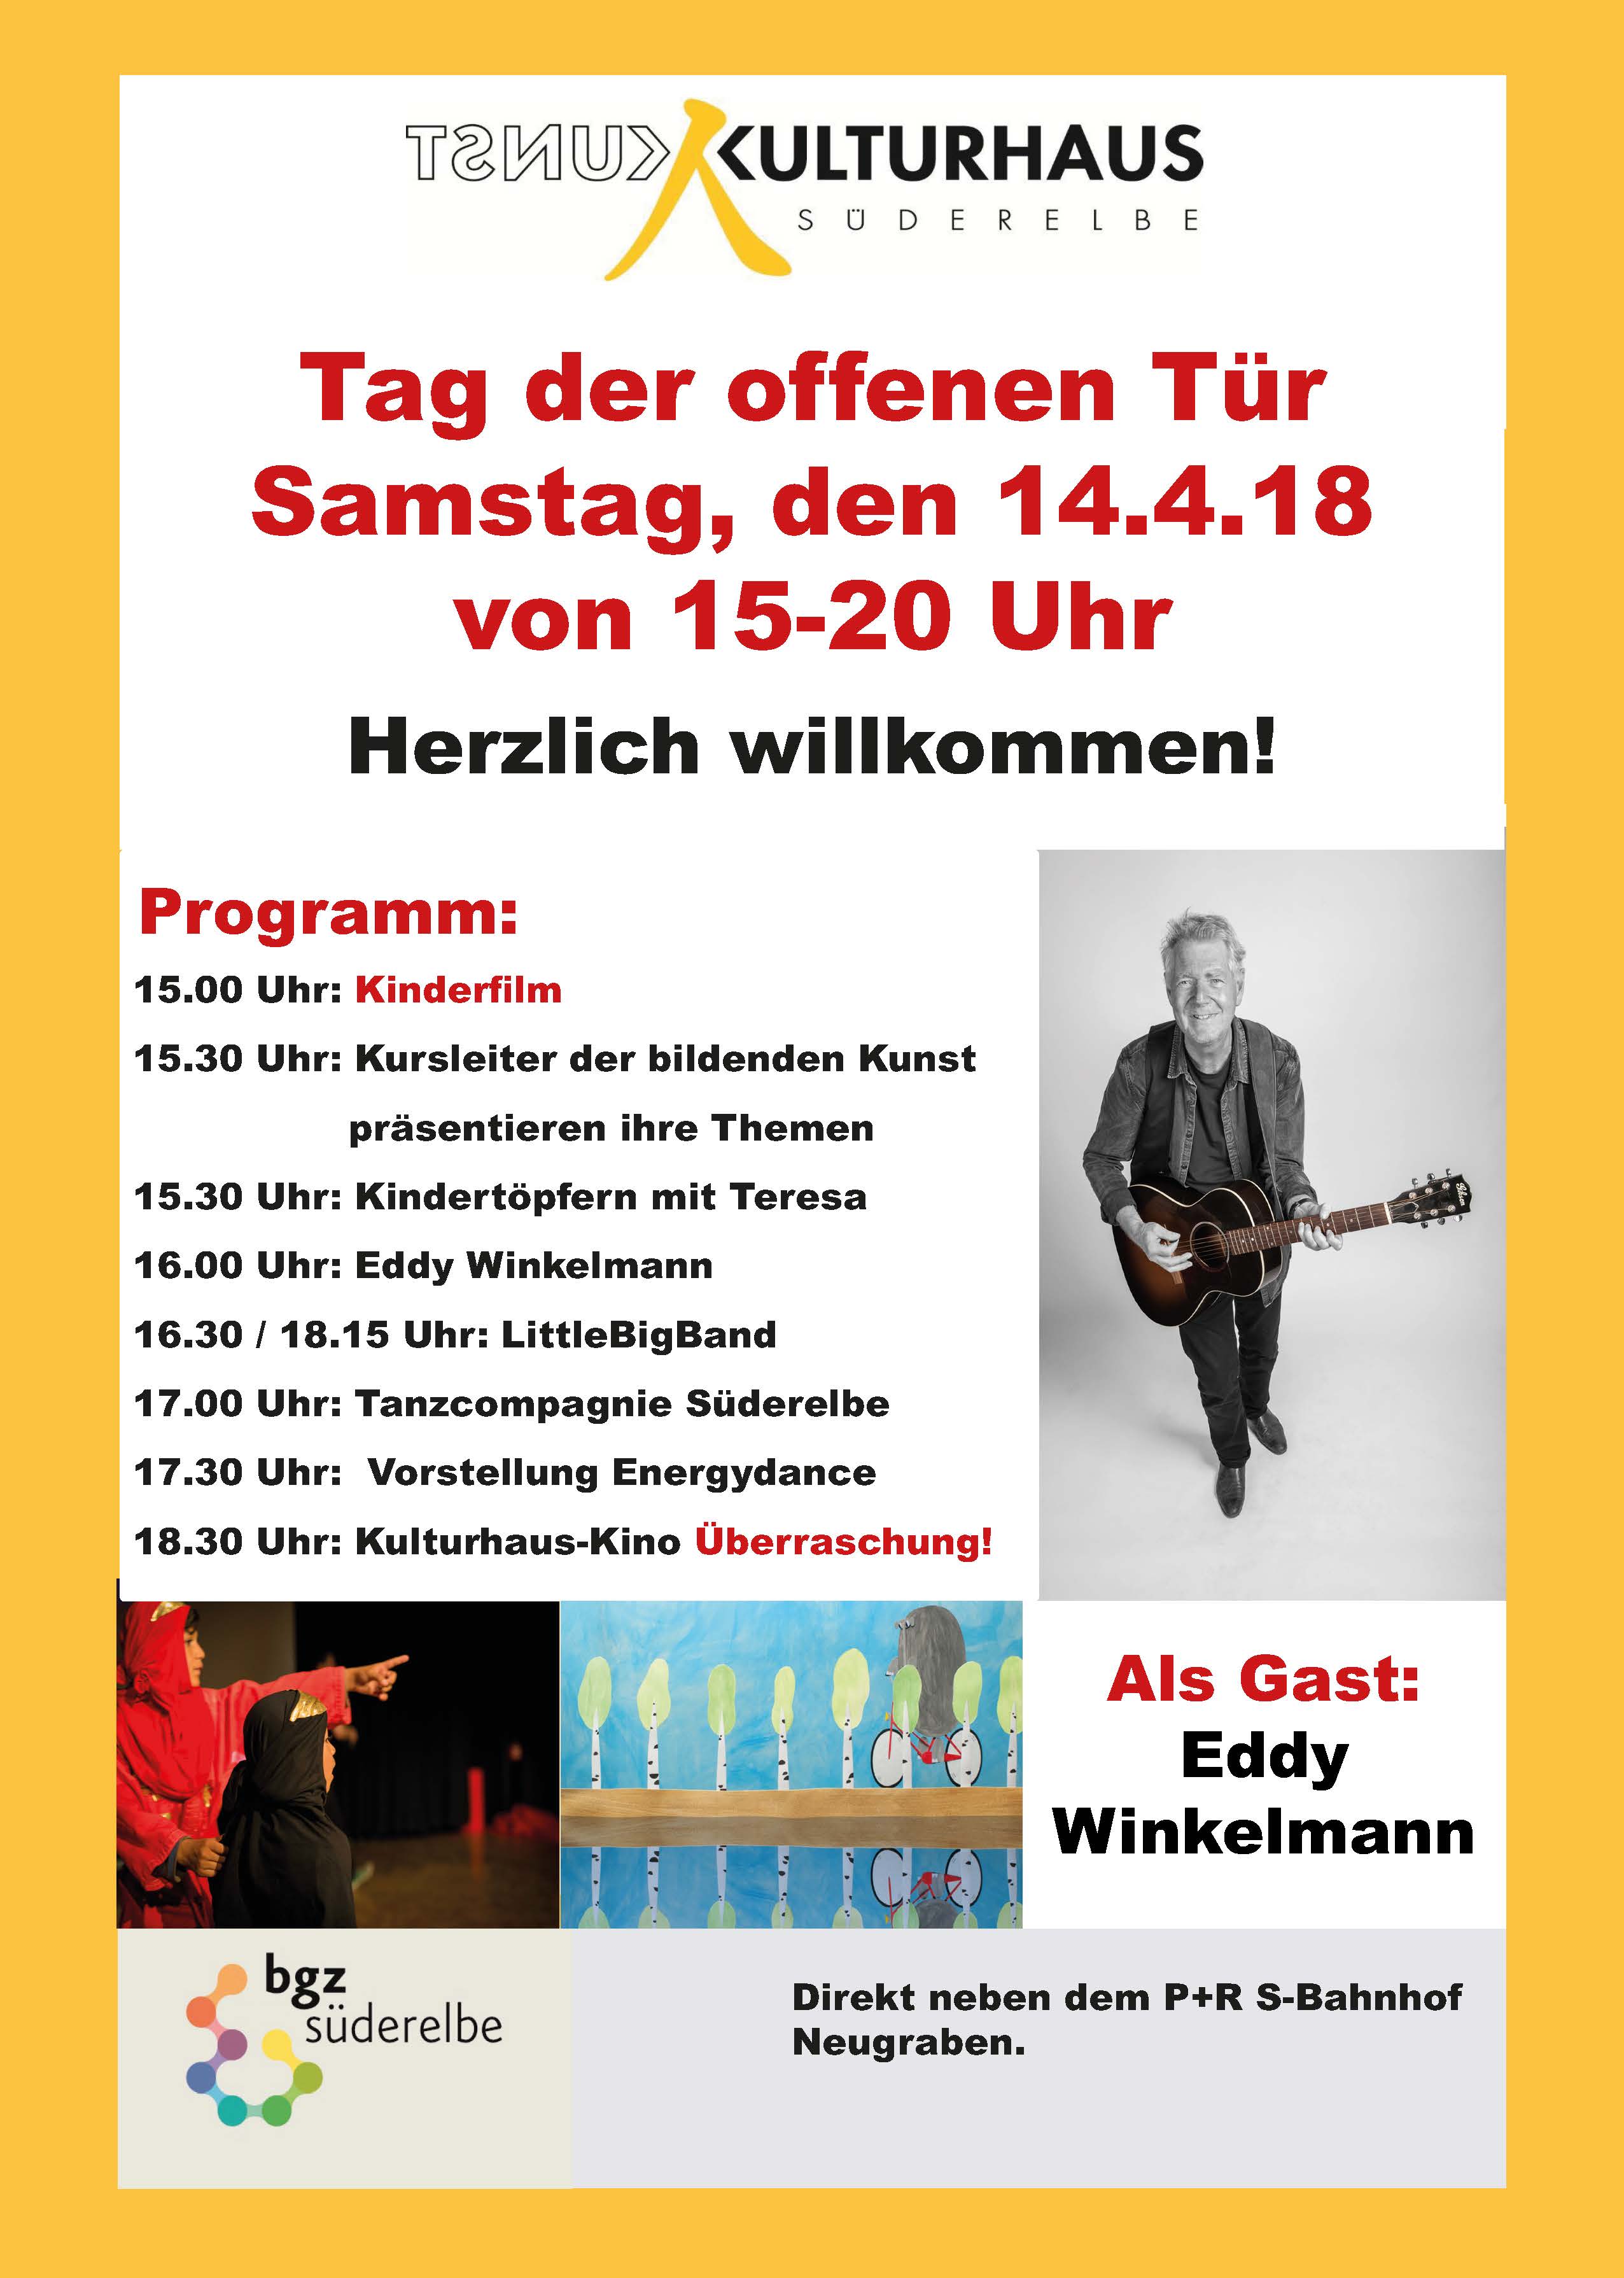 KUNST KULTURHAUS
SÜDERELBE
Tag der offenen Tür
Samstag, den 14.4.18
von 15-20 Uhr
Herzlich willkommen!
Programm:
15.00 Uhr: Kinderfilm
15.30 Uhr: Kursleiter der bildenden Kunst
präsentieren ihre Themen
15.30 Uhr: Kindertöpfern mit Teresa
16.00 Uhr: Eddy Winkelmann
16.30 / 18.15 Uhr: LittleBigBand
17.00 Uhr: Tanzcompagnie Süderelbe
17.30 Uhr: Vorstellung Energydance
18.30 Uhr: Kulturhaus-Kino Überraschung!
Gibson
Als Gast:
Eddy
Winkelmann
bgz
süderelbe
Direkt neben dem P+R S-Bahnhof
Neugraben.